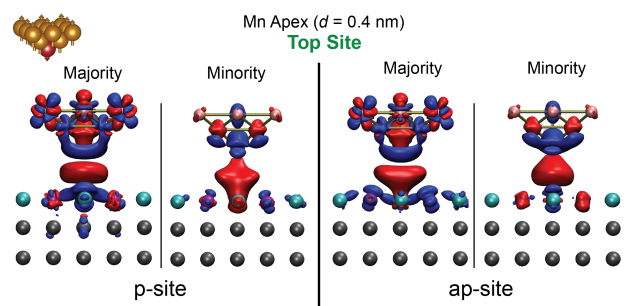 Mn Apex (d = 0.4 nm)
Top Site
Majority
Minority
Majority
Minority
p-site
ap-site